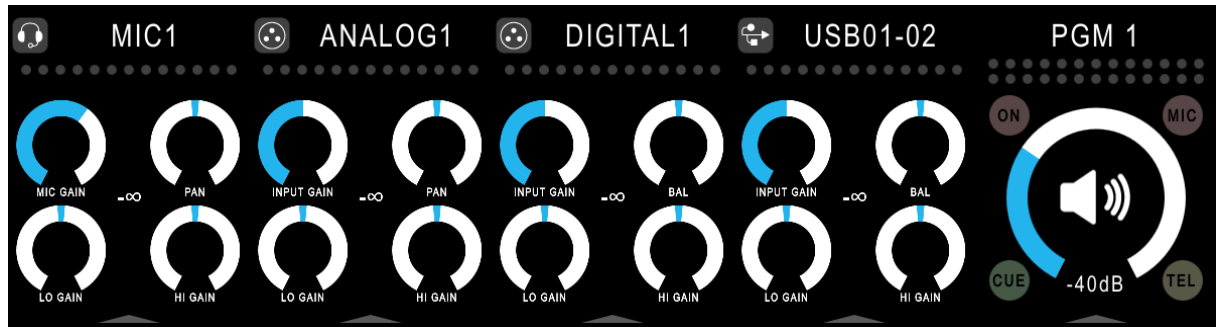 MIC1 ANALOG1 DIGITAL1 USB01-02 PGM 1
ON MIC
MIC GAIN PAN INPUT GAIN PAN INPUT GAIN BAL INPUT GAIN BAL
-∞ -∞ -∞ -∞
CUE -40dB TEL
LO GAIN HI GAIN LO GAIN HI GAIN LO GAIN HI GAIN LO GAIN HI GAIN